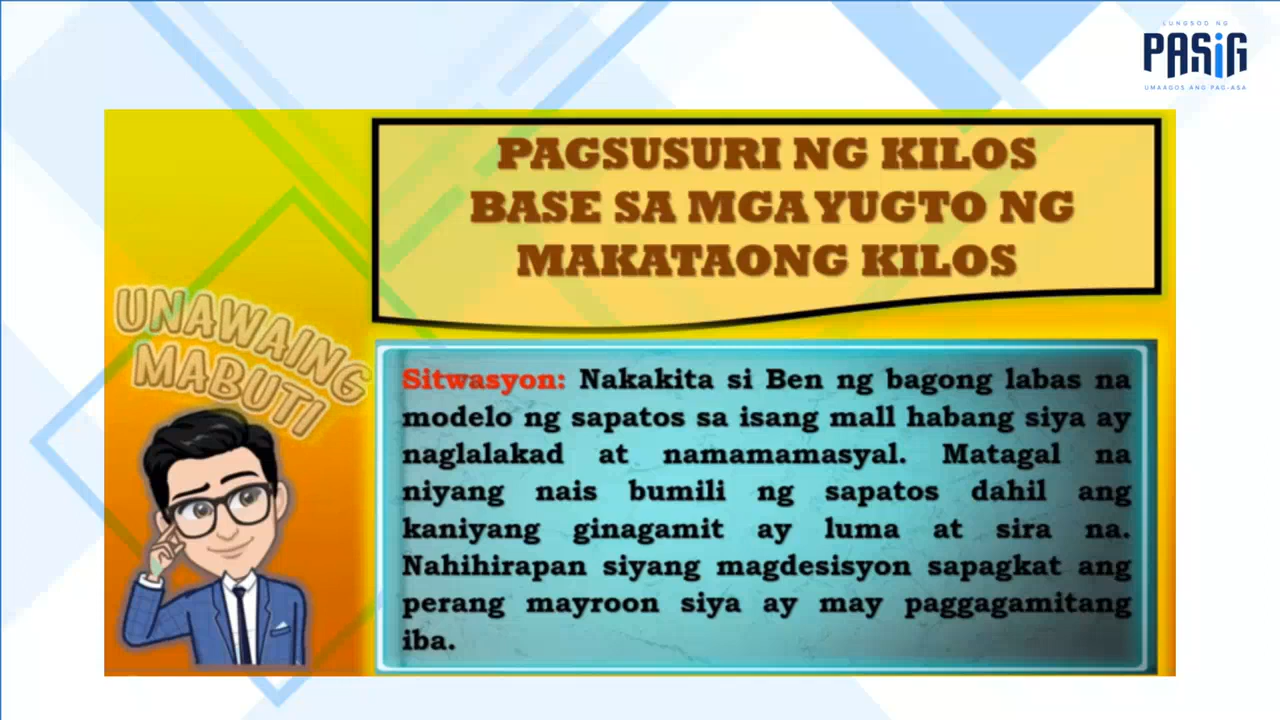 LUNGSOD NG
PASiG
UMAAGOS ANG PAG-ASA
PAGSUSURI NG KILOS
BASE SA MGA YUGTO NG
MAKATAONG KILOS
UNAWAING
MABUTI
Sitwasyon: Nakakita si Ben ng bagong labas na
modelo ng sapatos sa isang mall habang siya ay
naglalakad at namamamasyal. Matagal na
niyang nais bumili ng sapatos dahil ang
kaniyang ginagamit ay luma at sira na.
Nahihirapan siyang magdesisyon sapagkat ang
perang mayroon siya ay may paggagamitang
iba.